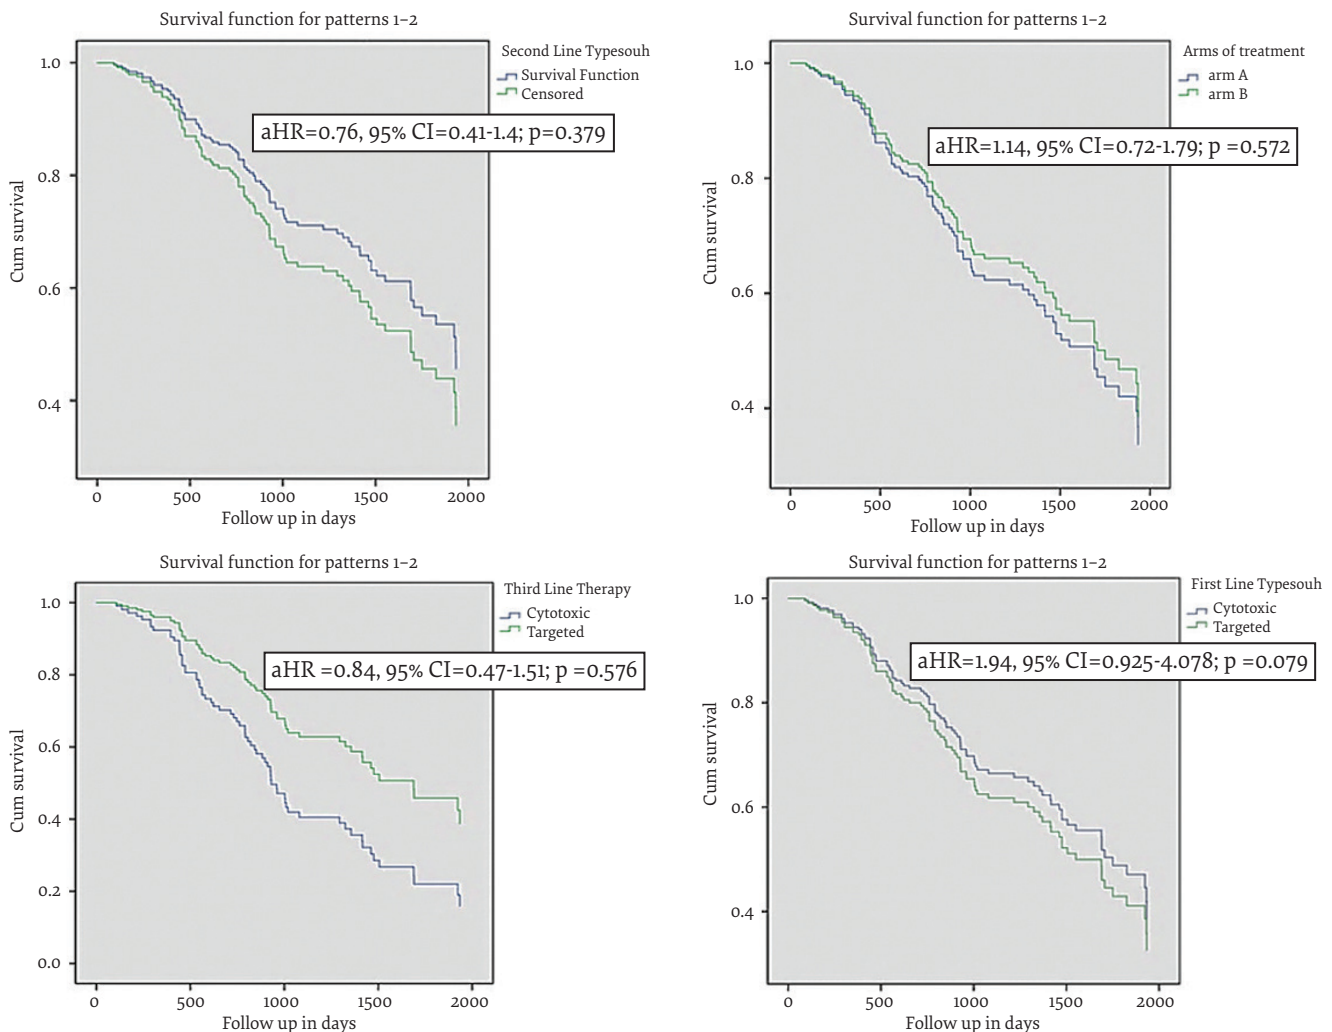 Survival function for patterns 1–2
Second Line Typesouh
Survival Function
Censored
aHR=0.76, 95% CI=0.41-1.4; p=0.379
Cum survival
1.0
0.8
0.6
0.4
0
500
1000
1500
2000
Follow up in days
Survival function for patterns 1–2
Arms of treatment
arm A
arm B
aHR=1.14, 95% CI=0.72-1.79; p =0.572
Cum survival
1.0
0.8
0.6
0.4
0
500
1000
1500
2000
Follow up in days
Survival function for patterns 1–2
Third Line Therapy
Cytotoxic
Targeted
aHR =0.84, 95% CI=0.47-1.51; p =0.576
Cum survival
1.0
0.8
0.6
0.4
0.2
0.0
0
500
1000
1500
2000
Follow up in days
Survival function for patterns 1–2
First Line Typesouh
Cytotoxic
Targeted
aHR=1.94, 95% CI=0.925-4.078; p =0.079
Cum survival
1.0
0.8
0.6
0.4
0
500
1000
1500
2000
Follow up in days